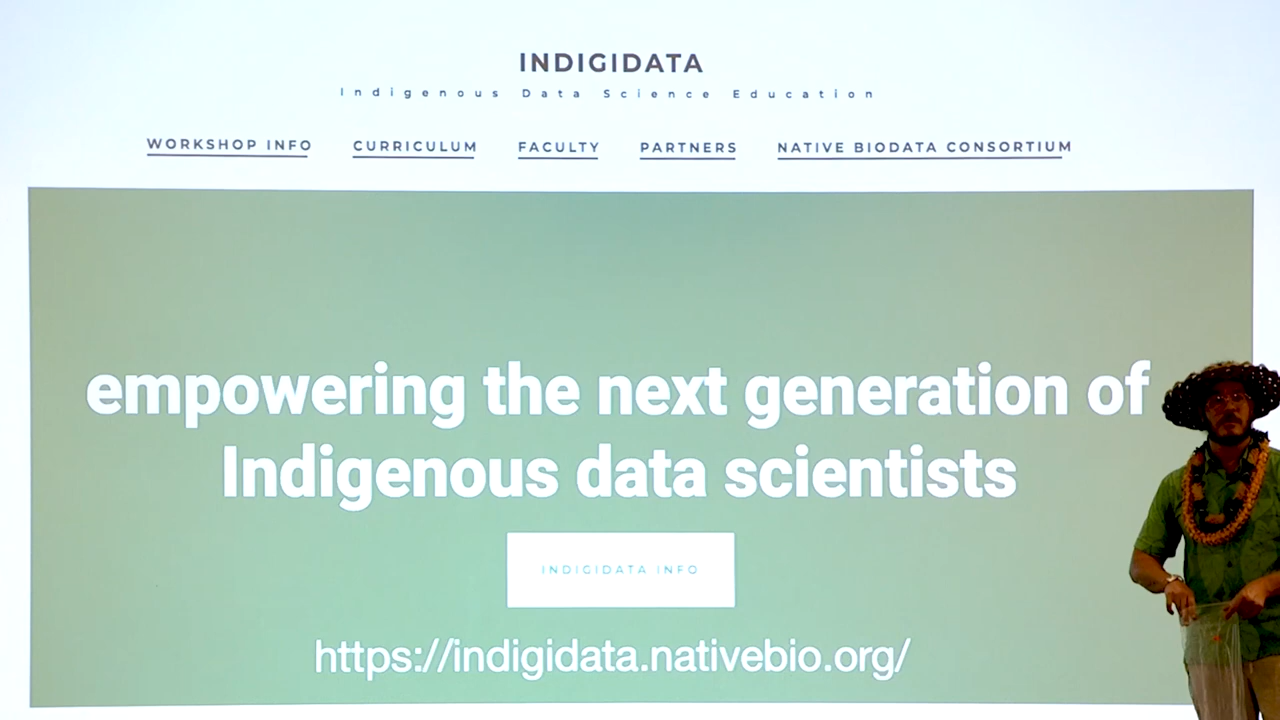 INDIGIDATA
Indigenous Data Science Education
WORKSHOP INFO CURRICULUM FACULTY PARTNERS NATIVE BIODATA CONSORTIUM
empowering the next generation of
Indigenous data scientists
INDIGIDATA INFO
https://indigidata.nativebio.org/